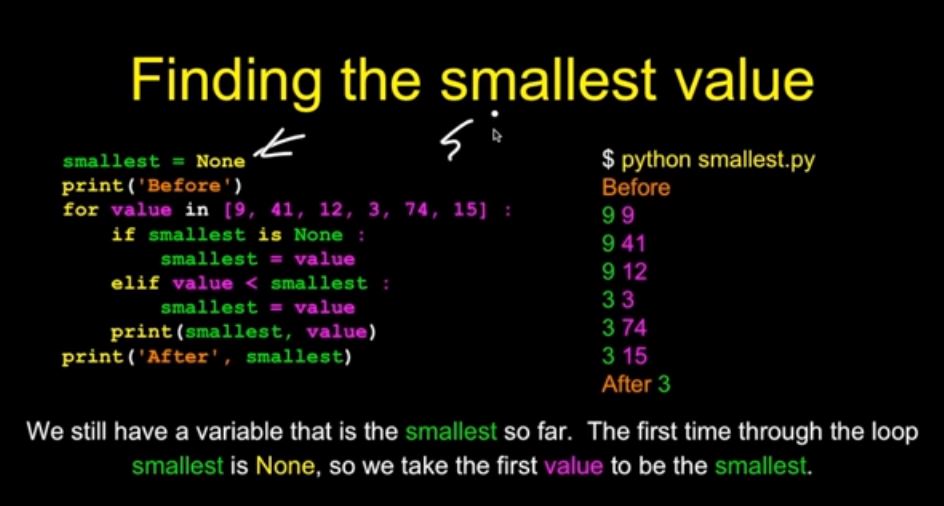 Finding the smallest value
smallest = None
print('Before')
for value in [9, 41, 12, 3, 74, 15] :
    if smallest is None :
        smallest = value
    elif value < smallest :
        smallest = value
    print(smallest, value)
print('After', smallest)
$ python smallest.py
Before
9 9
9 41
9 12
3 3
3 74
3 15
After 3
We still have a variable that is the smallest so far.  The first time through the loop
smallest is None, so we take the first value to be the smallest.